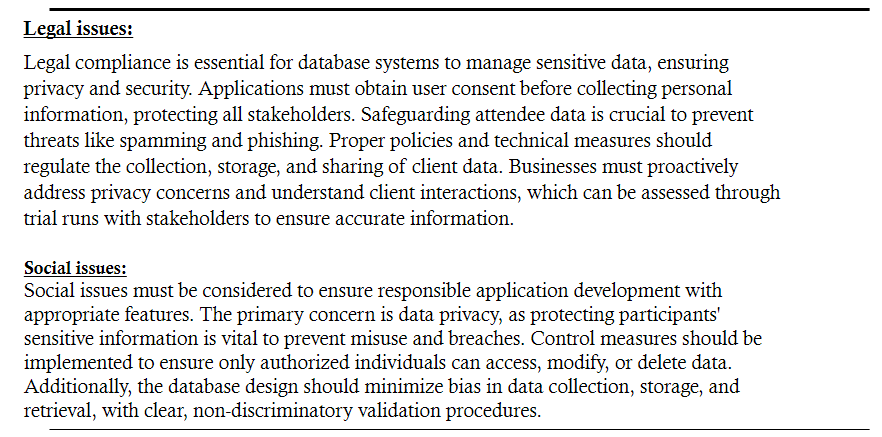 Legal issues:
Legal compliance is essential for database systems to manage sensitive data, ensuring
privacy and security. Applications must obtain user consent before collecting personal
information, protecting all stakeholders. Safeguarding attendee data is crucial to prevent
threats like spamming and phishing. Proper policies and technical measures should
regulate the collection, storage, and sharing of client data. Businesses must proactively
address privacy concerns and understand client interactions, which can be assessed through
trial runs with stakeholders to ensure accurate information.
Social issues:
Social issues must be considered to ensure responsible application development with
appropriate features. The primary concern is data privacy, as protecting participants'
sensitive information is vital to prevent misuse and breaches. Control measures should be
implemented to ensure only authorized individuals can access, modify, or delete data.
Additionally, the database design should minimize bias in data collection, storage, and
retrieval, with clear, non-discriminatory validation procedures.